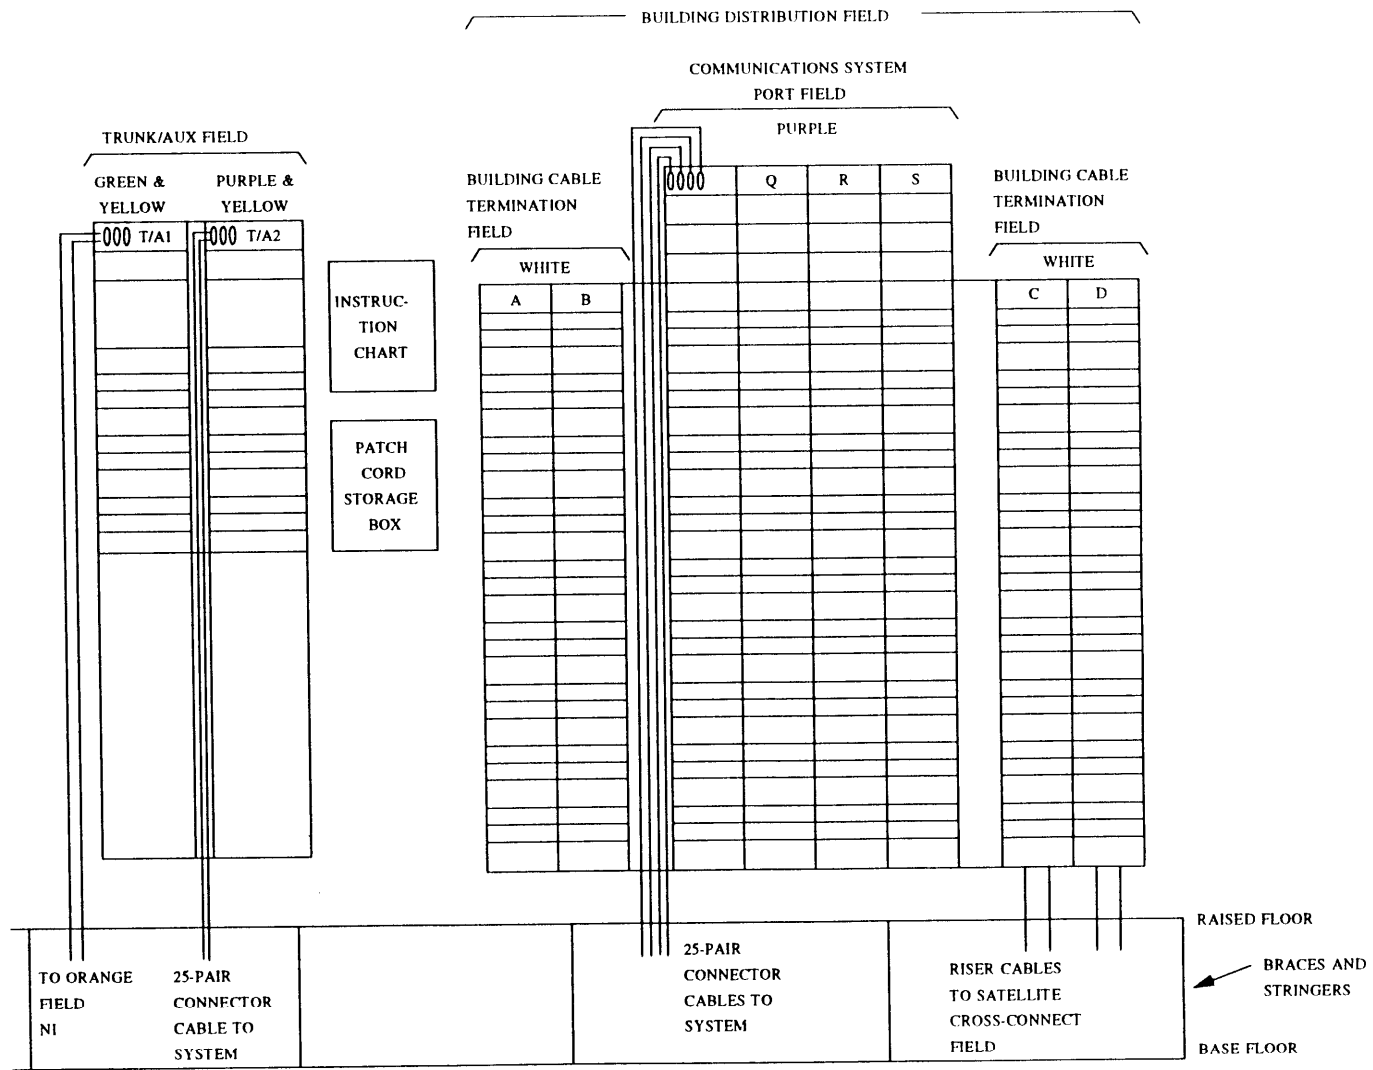 BUILDING DISTRIBUTION FIELD
COMMUNICATIONS SYSTEM
PORT FIELD
PURPLE
TRUNK/AUX FIELD
GREEN &
YELLOW
PURPLE &
YELLOW
T/A1
T/A2
INSTRUC-
TION
CHART
PATCH
CORD
STORAGE
BOX
BUILDING CABLE
TERMINATION
FIELD
WHITE
A
B
Q
R
S
BUILDING CABLE
TERMINATION
FIELD
WHITE
C
D
TO ORANGE
FIELD
NI
25-PAIR
CONNECTOR
CABLE TO
SYSTEM
25-PAIR
CONNECTOR
CABLES TO
SYSTEM
RISER CABLES
TO SATELLITE
CROSS-CONNECT
FIELD
RAISED FLOOR
BRACES AND
STRINGERS
BASE FLOOR